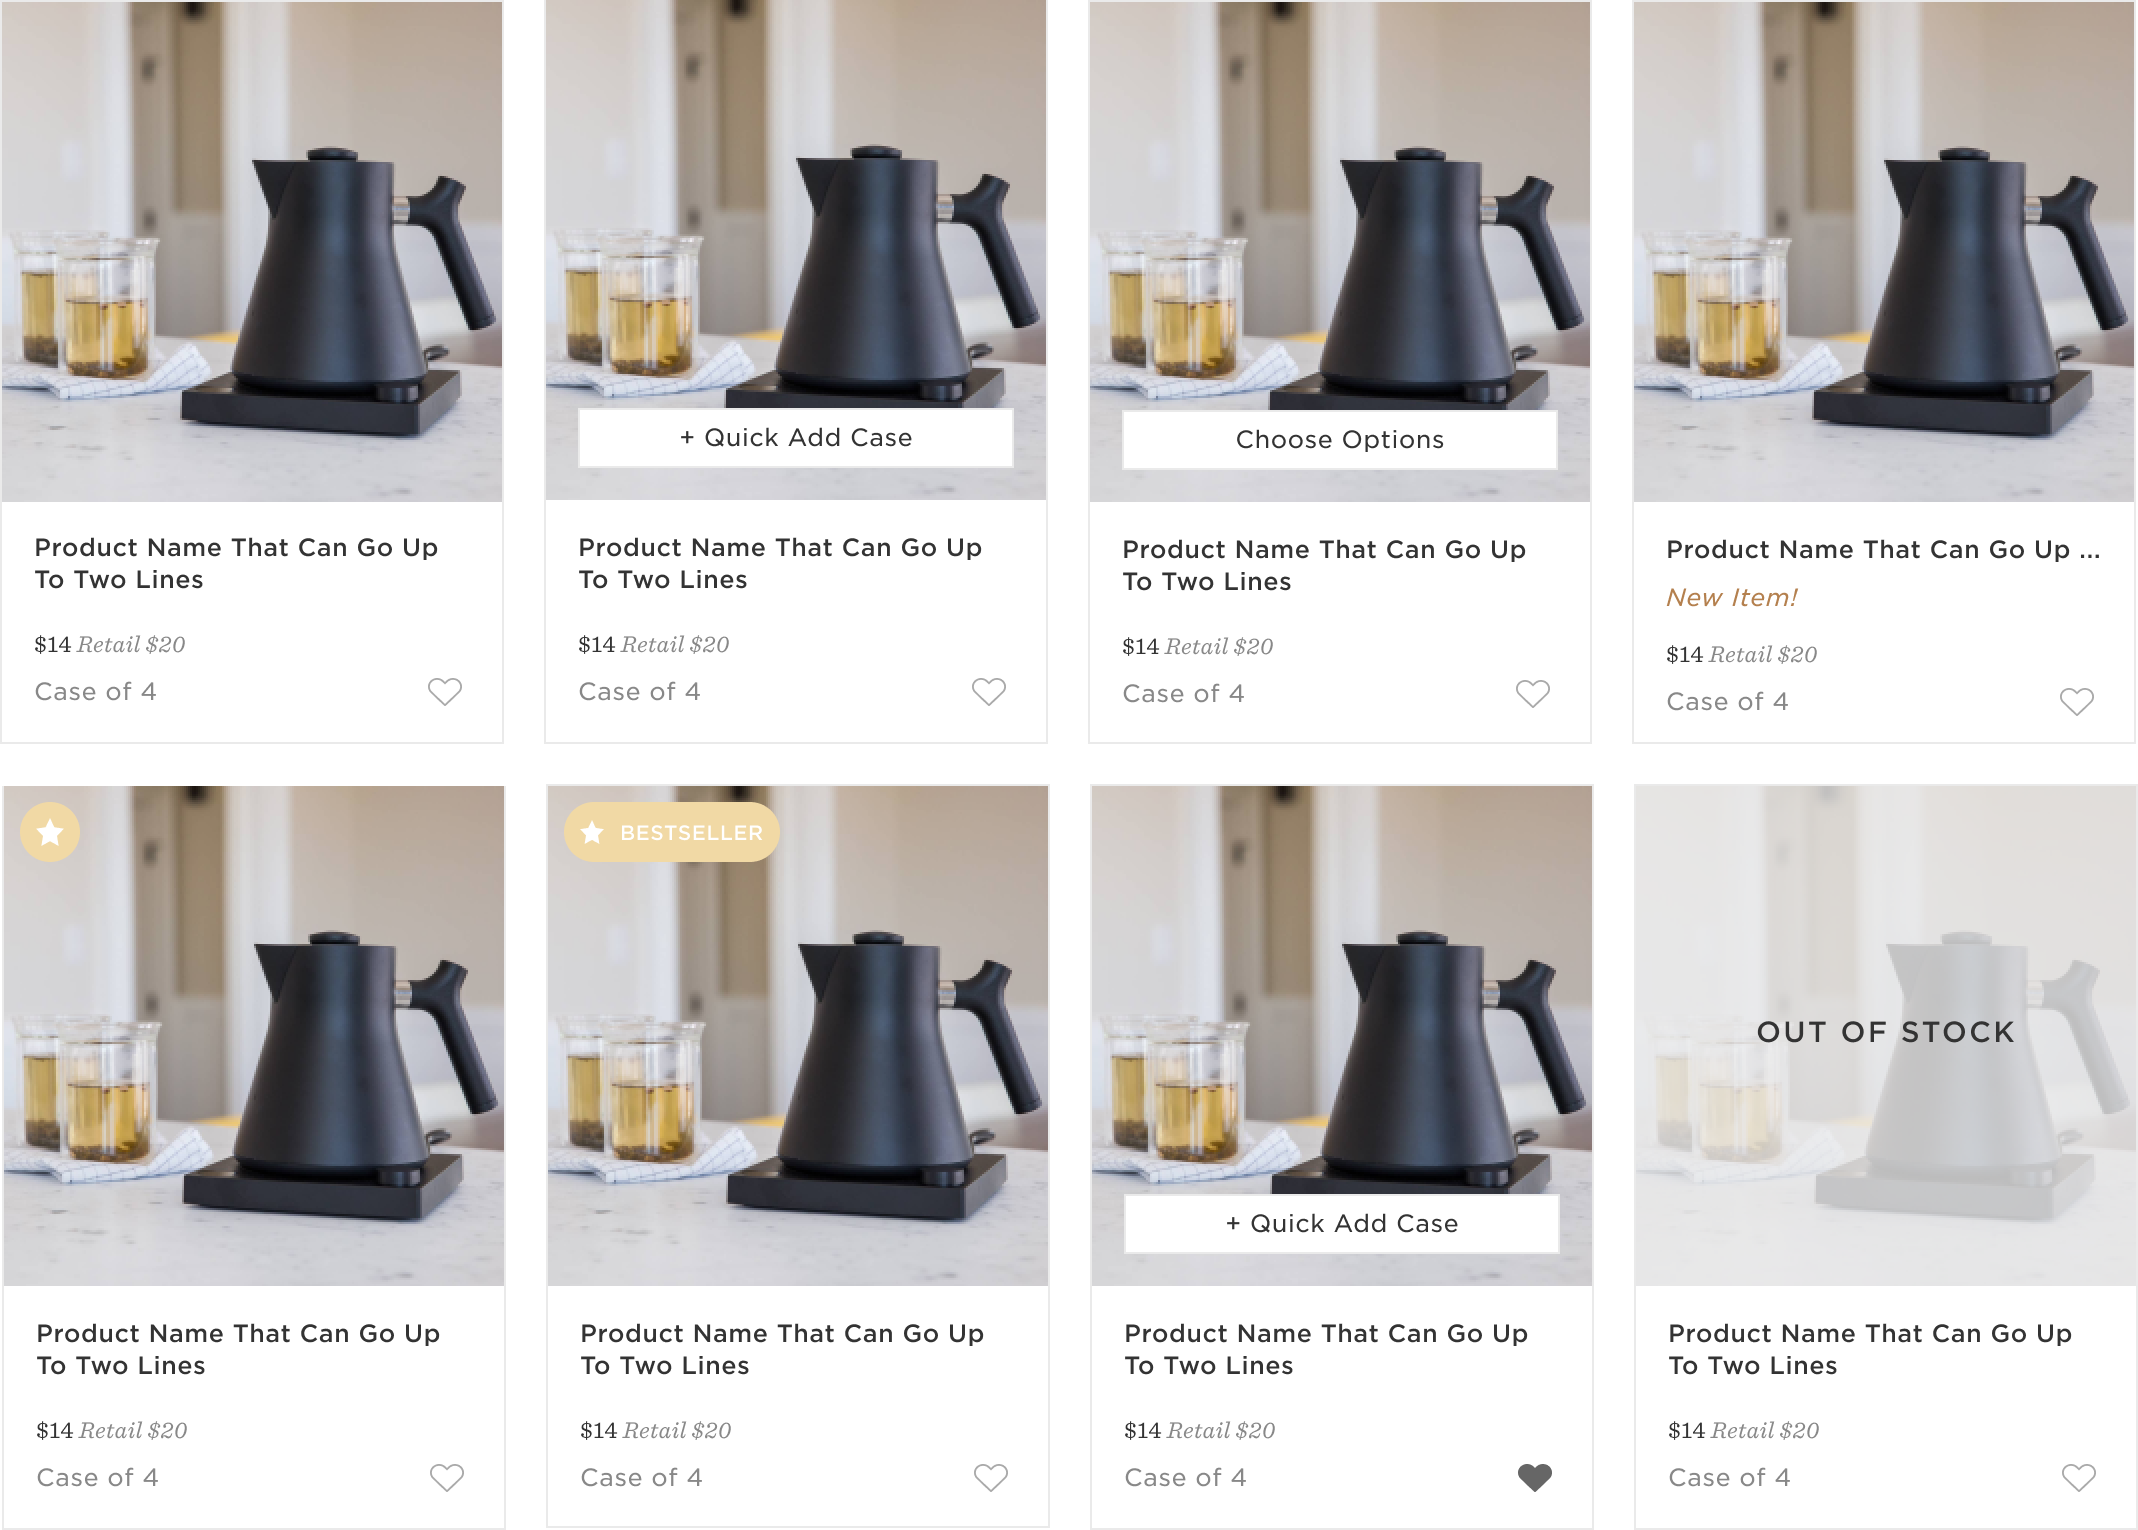 + Quick Add Case
Choose Options
Product Name That Can Go Up
To Two Lines
$14 Retail $20
Case of 4
Product Name That Can Go Up
To Two Lines
$14 Retail $20
Case of 4
Product Name That Can Go Up
To Two Lines
$14 Retail $20
Case of 4
Product Name That Can Go Up ...
New Item!
$14 Retail $20
Case of 4
BESTSELLER
+ Quick Add Case
OUT OF STOCK
Product Name That Can Go Up
To Two Lines
$14 Retail $20
Case of 4
Product Name That Can Go Up
To Two Lines
$14 Retail $20
Case of 4
Product Name That Can Go Up
To Two Lines
$14 Retail $20
Case of 4
Product Name That Can Go Up
To Two Lines
$14 Retail $20
Case of 4